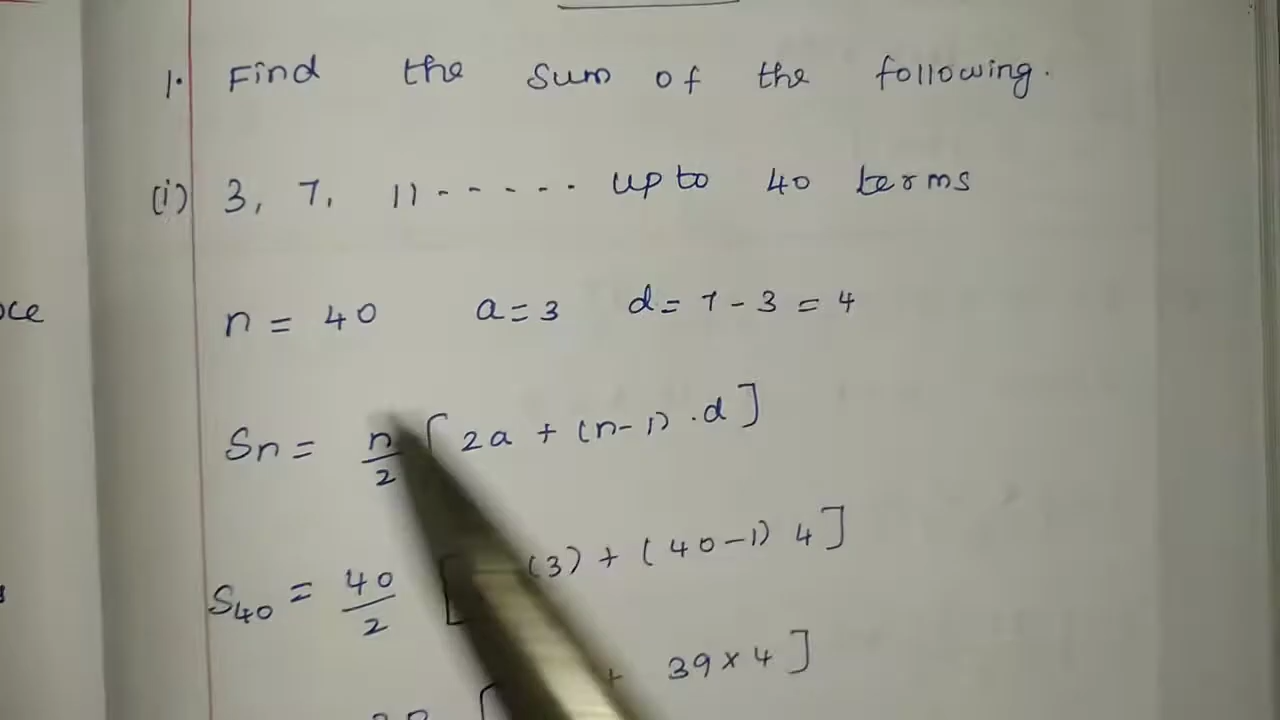 1. Find the sum of the following.
(i) 3, 7, 11 - - - - - upto 40 terms
n = 40 a = 3 d = 7 - 3 = 4
Sn = n/2 [ 2a + (n-1) . d ]
S40 = 40/2 [ (3) + (40-1) 4 ]
[ + 39 x 4 ]